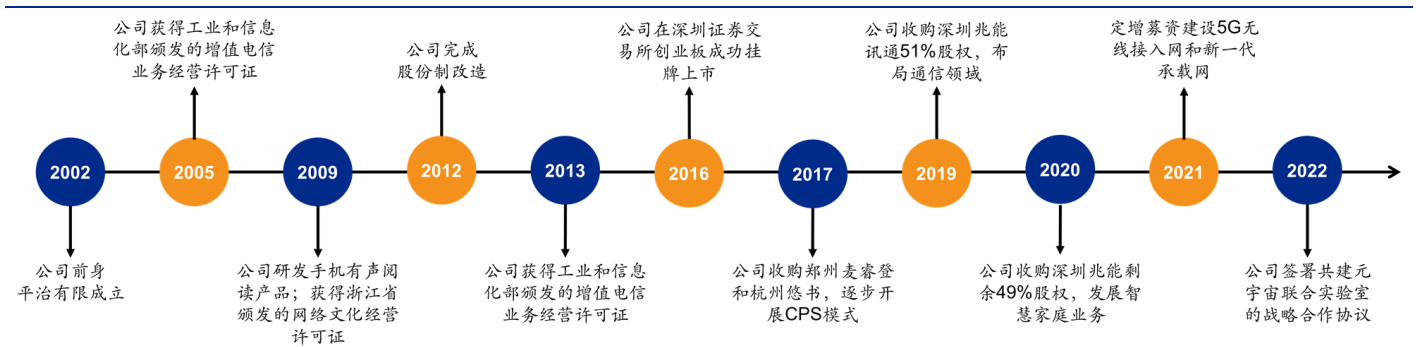 公司获得工业和信息
化部颁发的增值电信
业务经营许可证
公司完成
股份制改造
公司在深圳证券交
易所创业板成功挂
牌上市
公司收购深圳兆能
讯通51%股权，布
局通信领域
定增募资建设5G无
线接入网和新一代
承载网
2002
2005
2009
2012
2013
2016
2017
2019
2020
2021
2022
公司前身
平治有限成立
公司研发手机有声阅
读产品；获得浙江省
颁发的网络文化经营
许可证
公司获得工业和信息
化部颁发的增值电信
业务经营许可证
公司收购郑州麦睿登
和杭州悠书，逐步开
展CPS模式
公司收购深圳兆能剩
余49%股权，发展智
慧家庭业务
公司签署共建元
宇宙联合实验室
的战略合作协议